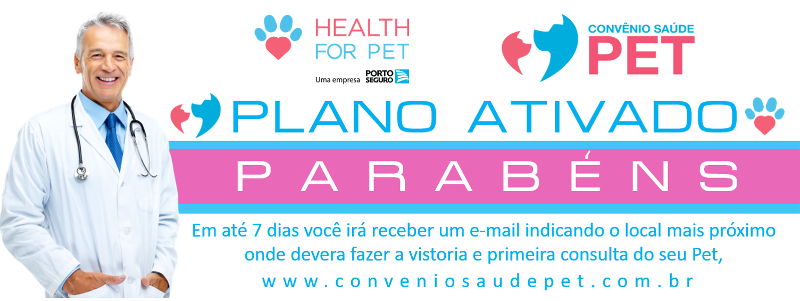 HEALTH
FOR PET
Uma empresa PORTO SEGURO
CONVÊNIO SAÚDE
PET
PLANO ATIVADO
PARABÉNS
Em até 7 dias você irá receber um e-mail indicando o local mais próximo
onde devera fazer a vistoria e primeira consulta do seu Pet,
www.conveniosaudepet.com.br